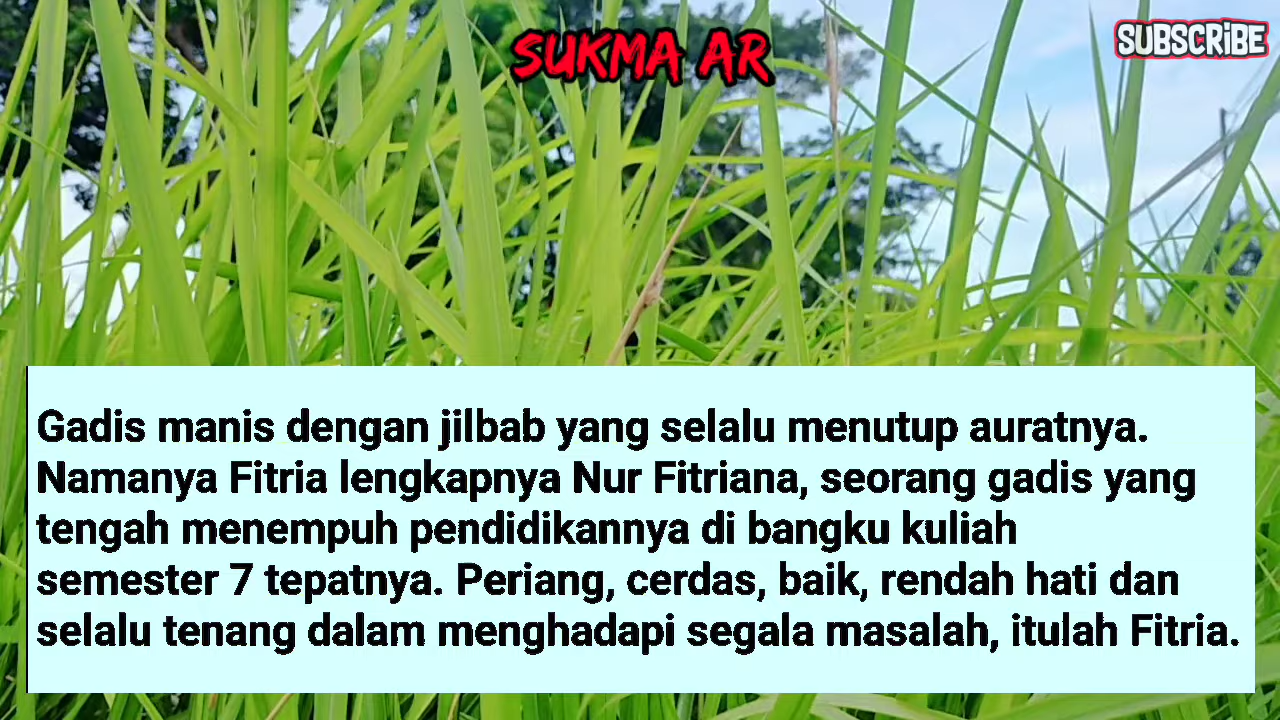 SUKMA AR
SUBSCRiBE
Gadis manis dengan jilbab yang selalu menutup auratnya.
Namanya Fitria lengkapnya Nur Fitriana, seorang gadis yang
tengah menempuh pendidikannya di bangku kuliah
semester 7 tepatnya. Periang, cerdas, baik, rendah hati dan
selalu tenang dalam menghadapi segala masalah, itulah Fitria.